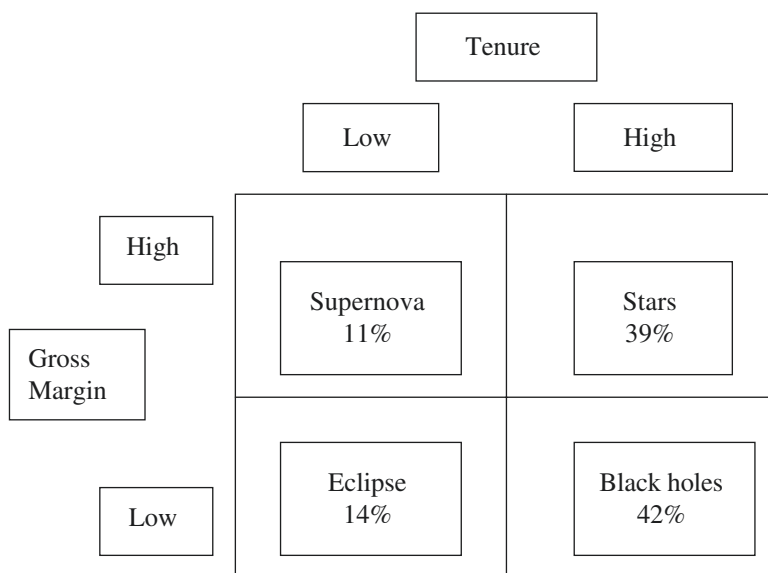 Tenure
Low
High
High
Supernova
11%
Stars
39%
Gross
Margin
Eclipse
14%
Black holes
42%
Low